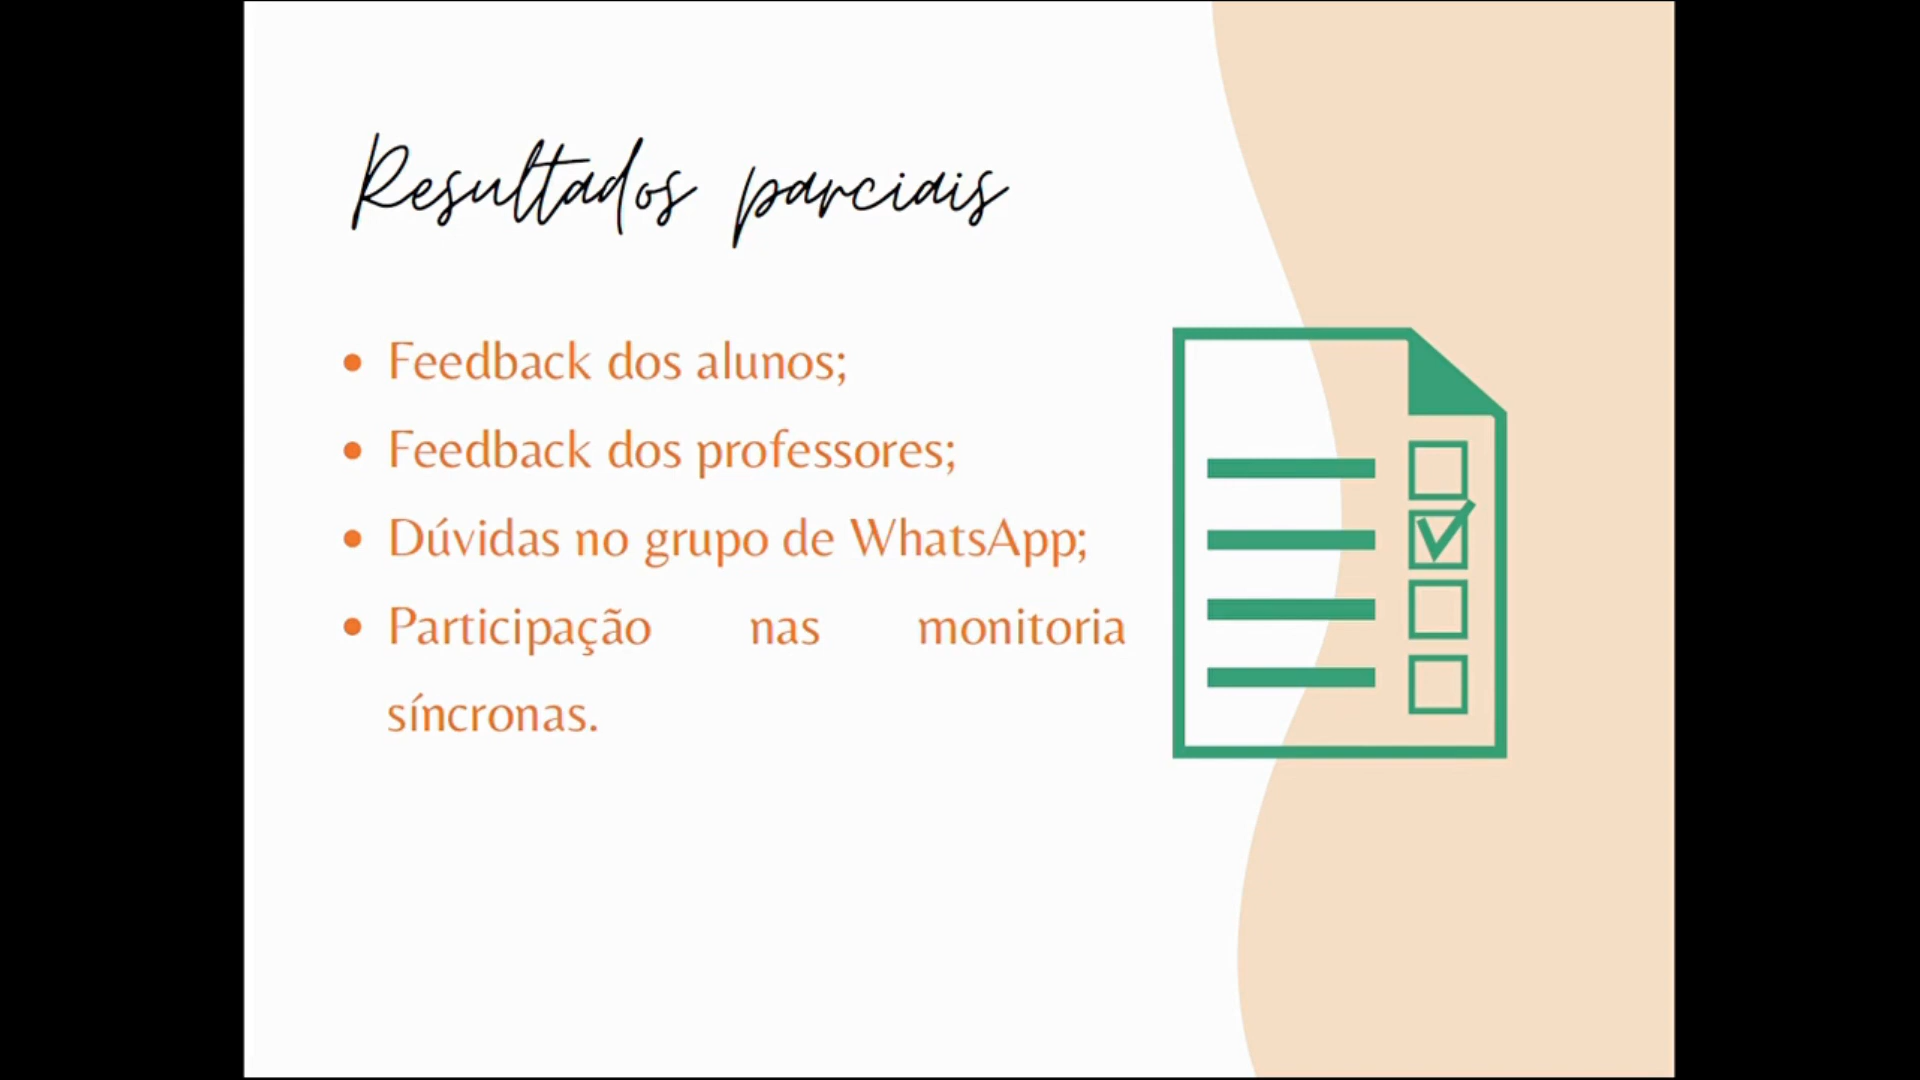 Resultados parciais
• Feedback dos alunos;
• Feedback dos professores;
• Dúvidas no grupo de WhatsApp;
• Participação nas monitoria
síncronas.